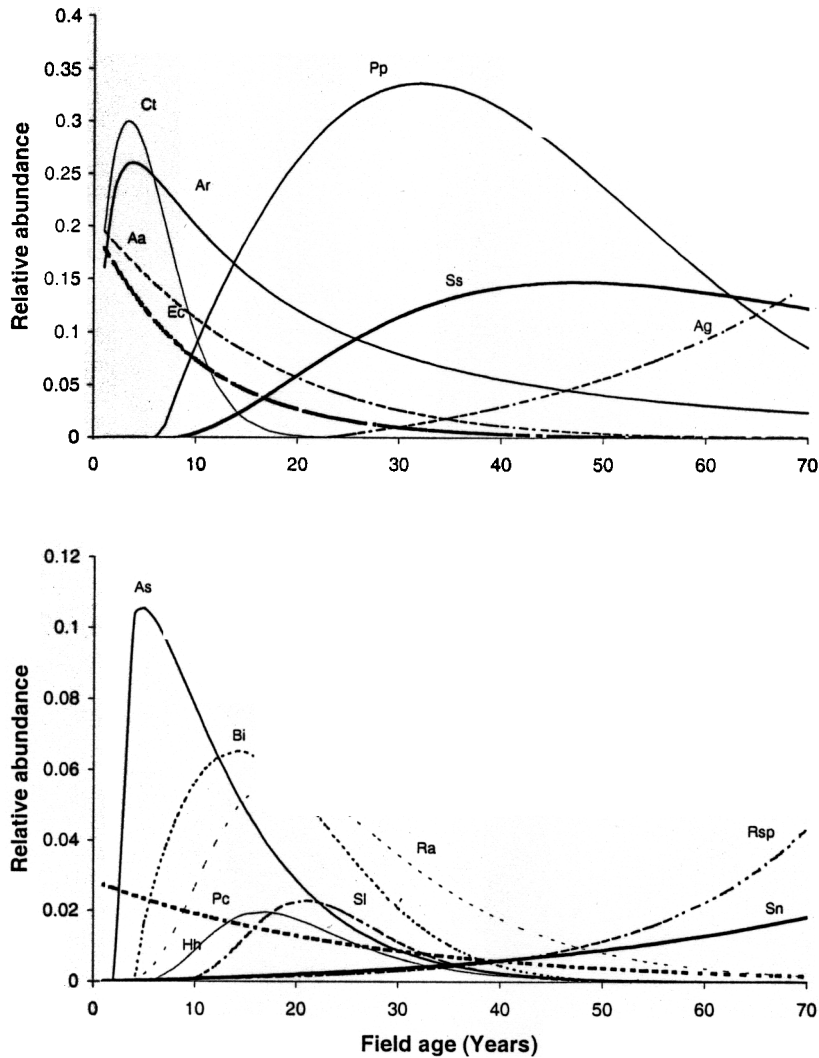 0.4
0.35
0.3
0.25
0.2
0.15
0.1
0.05
0
Relative abundance
Ct
Pp
Ar
Aa
Ec
Ss
Ag
0 10 20 30 40 50 60 70
0.12
0.1
0.08
0.06
0.04
0.02
0
Relative abundance
As
Bi
Ra
Rsp
Pc
Sl
Sn
Hh
0 10 20 30 40 50 60 70
Field age (Years)